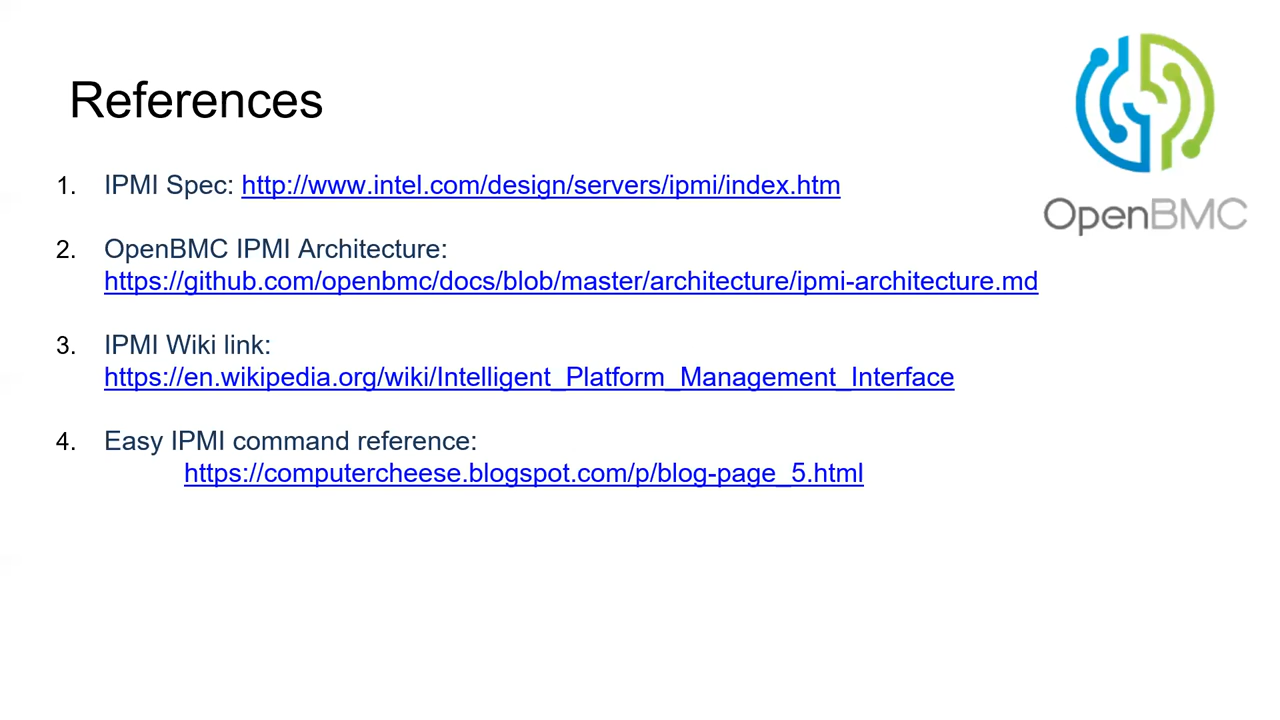 References
OpenBMC
1. IPMI Spec: http://www.intel.com/design/servers/ipmi/index.htm
2. OpenBMC IPMI Architecture:
https://github.com/openbmc/docs/blob/master/architecture/ipmi-architecture.md
3. IPMI Wiki link:
https://en.wikipedia.org/wiki/Intelligent_Platform_Management_Interface
4. Easy IPMI command reference:
https://computercheese.blogspot.com/p/blog-page_5.html